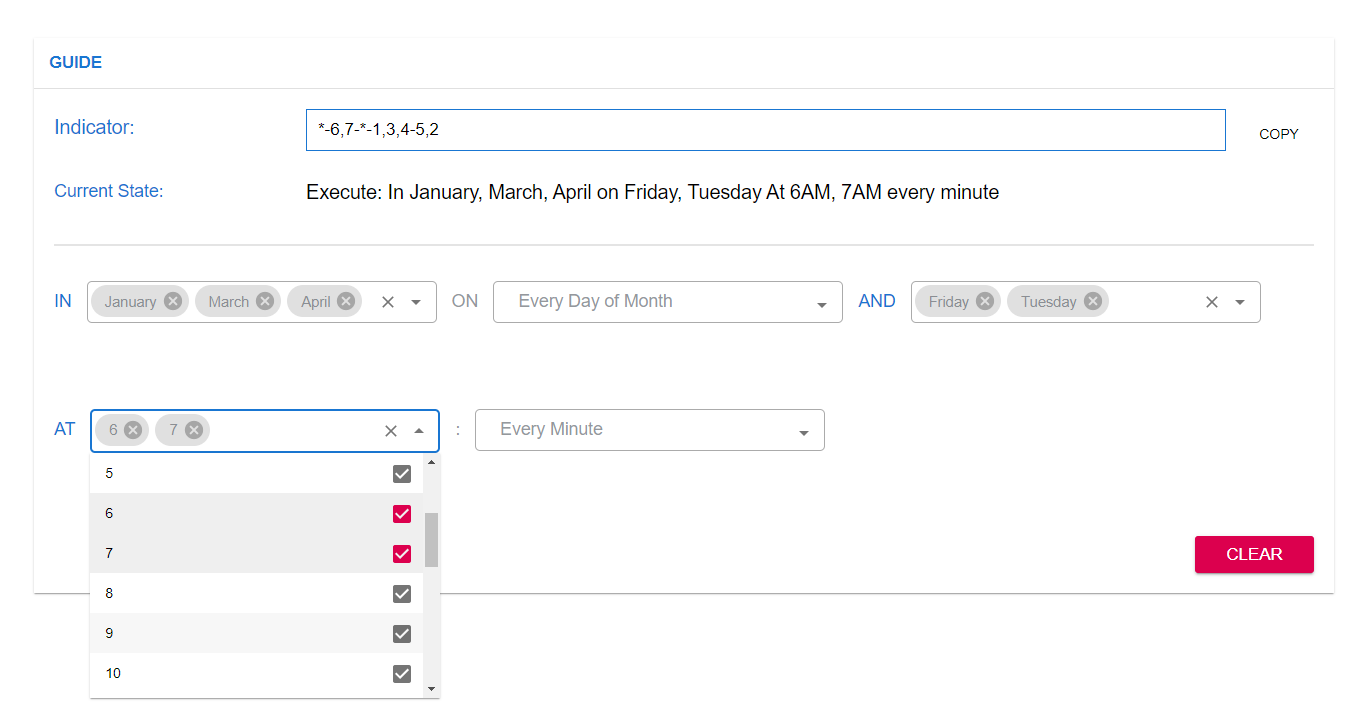 GUIDE
Indicator:
*-6,7-*-1,3,4-5,2
COPY
Current State:
Execute: In January, March, April on Friday, Tuesday At 6AM, 7AM every minute
IN January March April ON Every Day of Month AND Friday Tuesday
AT 6 7 : Every Minute
5
6
7
CLEAR
8
9
10